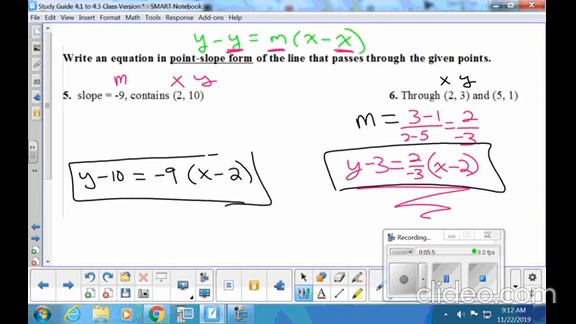 Study Guide 4.1 to 4.3 Class Version * - SMART Notebook
File Edit View Insert Format Tools Add-ons Help
y - y = m (x - x)
Write an equation in point-slope form of the line that passes through the given points.
m x y x y
5. slope = -9, contains (2, 10) 6. Through (2, 3) and (5, 1)
m = 3-1/2-5 = 2/-3
y-10 = -9 (x-2)
y-3 = 2/-3 (x-2)
Recording...
0:05:5
8.0 fps
clideo.com
9:12 AM
11/22/2019